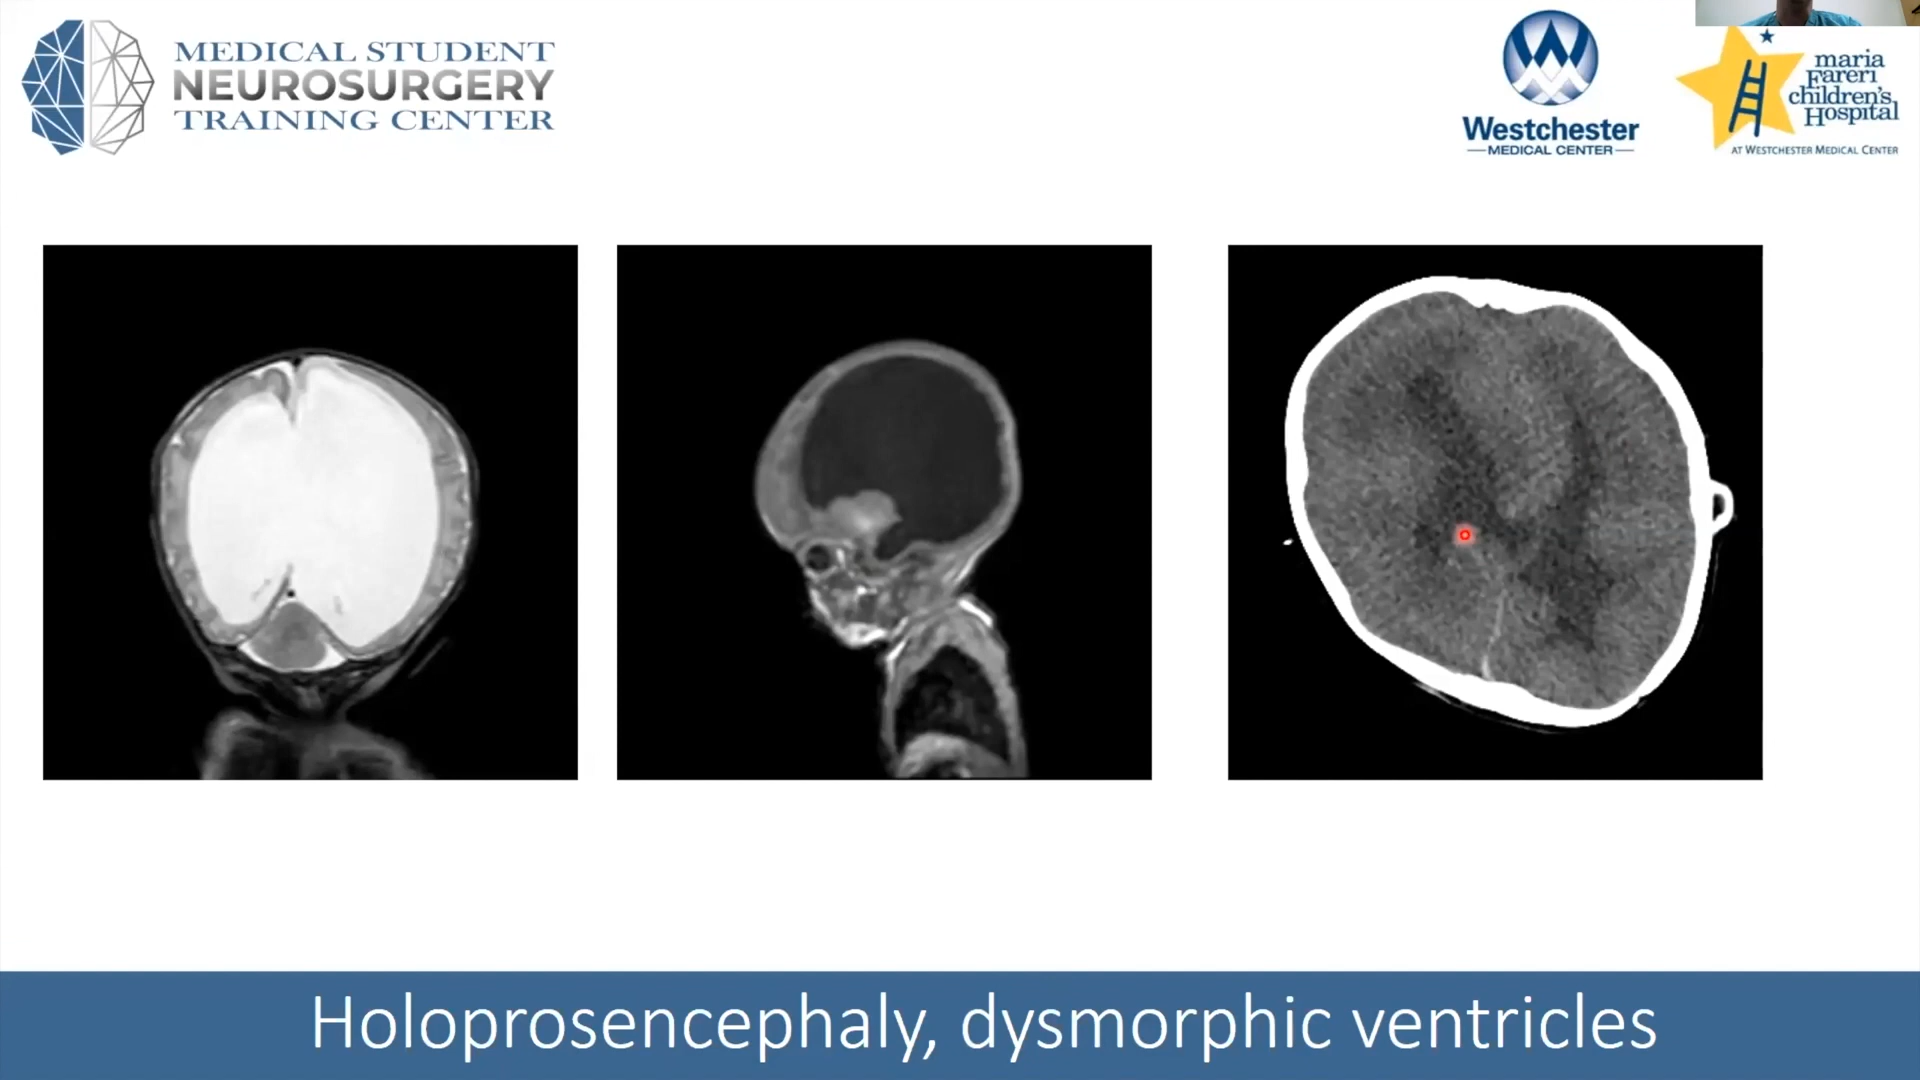 MEDICAL STUDENT
NEUROSURGERY
TRAINING CENTER
Westchester
MEDICAL CENTER
maria
Fareri
children's
Hospital
AT WESTCHESTER MEDICAL CENTER
Holoprosencephaly, dysmorphic ventricles